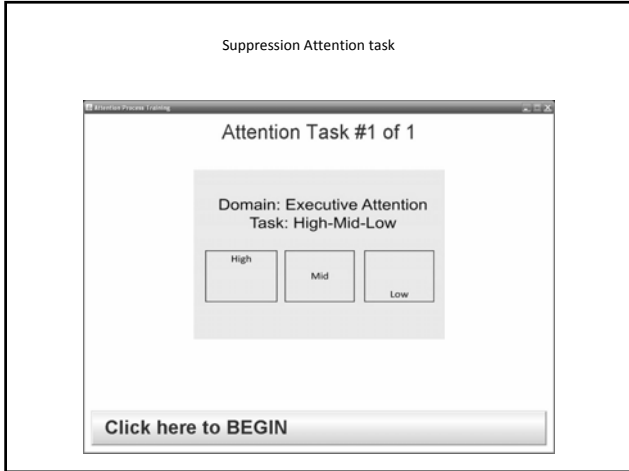 Suppression Attention task
Attention Process Training
Attention Task #1 of 1
Domain: Executive Attention
Task: High-Mid-Low
High
Mid
Low
Click here to BEGIN